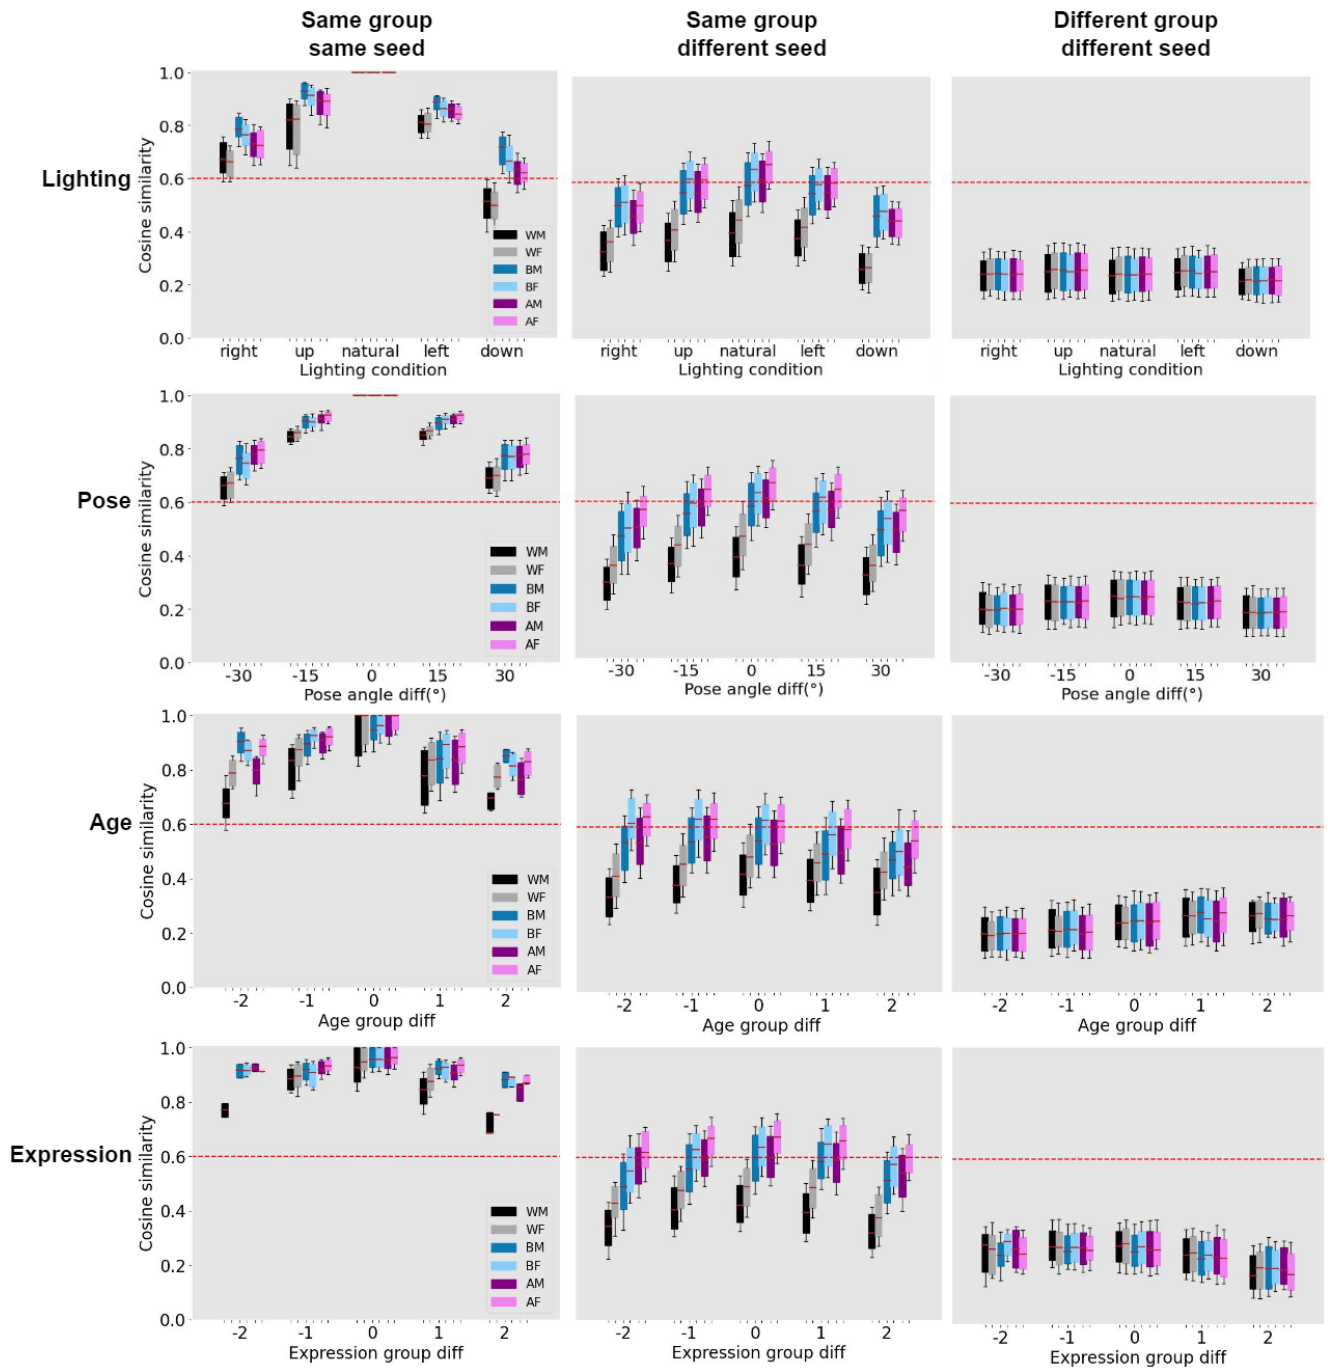 Same group same seed
Same group different seed
Different group different seed
Lighting
Cosine similarity
1.0
0.8
0.6
0.4
0.2
0.0
WM
WF
BM
BF
AM
AF
right up natural left down
Lighting condition
right up natural left down
Lighting condition
right up natural left down
Lighting condition
Pose
Cosine similarity
1.0
0.8
0.6
0.4
0.2
0.0
WM
WF
BM
BF
AM
AF
-30 -15 0 15 30
Pose angle diff(°)
-30 -15 0 15 30
Pose angle diff(°)
-30 -15 0 15 30
Pose angle diff(°)
Age
Cosine similarity
1.0
0.8
0.6
0.4
0.2
0.0
WM
WF
BM
BF
AM
AF
-2 -1 0 1 2
Age group diff
-2 -1 0 1 2
Age group diff
-2 -1 0 1 2
Age group diff
Expression
Cosine similarity
1.0
0.8
0.6
0.4
0.2
0.0
WM
WF
BM
BF
AM
AF
-2 -1 0 1 2
Expression group diff
-2 -1 0 1 2
Expression group diff
-2 -1 0 1 2
Expression group diff